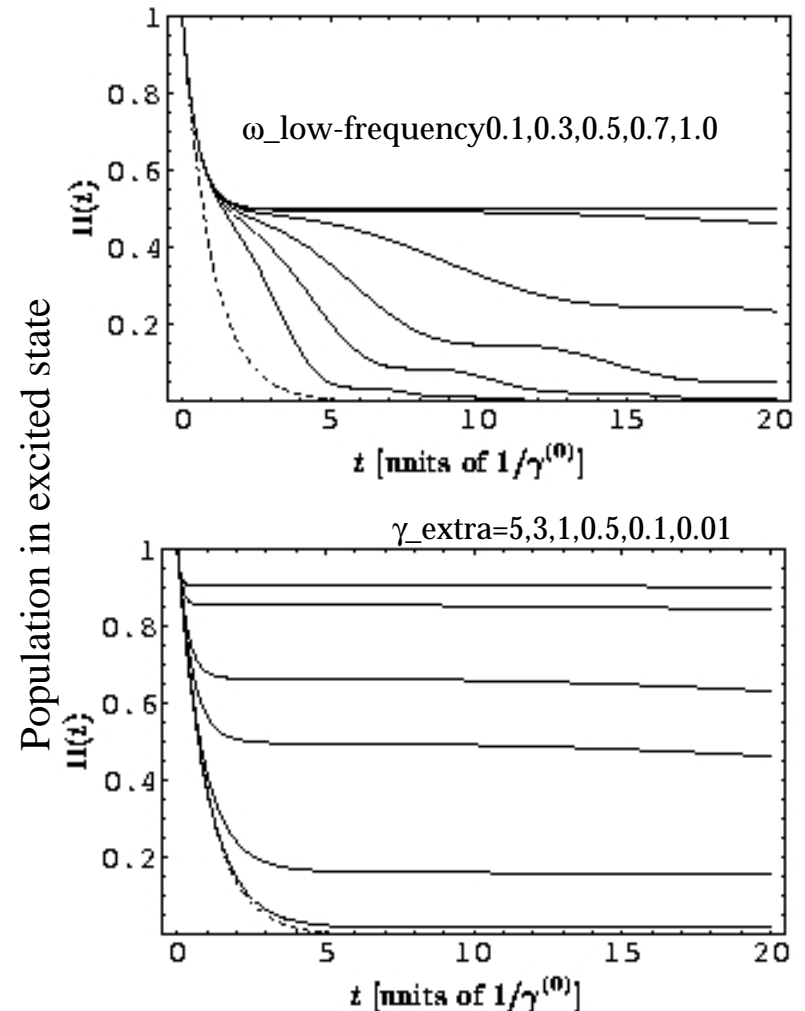 1
0.8
ω_low-frequency0.1,0.3,0.5,0.7,1.0
0.6
Π(t)
0.4
0.2
0 5 10 15 20
t [units of 1/γ(0)]
Population in excited state
γ_extra=5,3,1,0.5,0.1,0.01
1
0.8
0.6
Π(t)
0.4
0.2
0 5 10 15 20
t [units of 1/γ(0)]